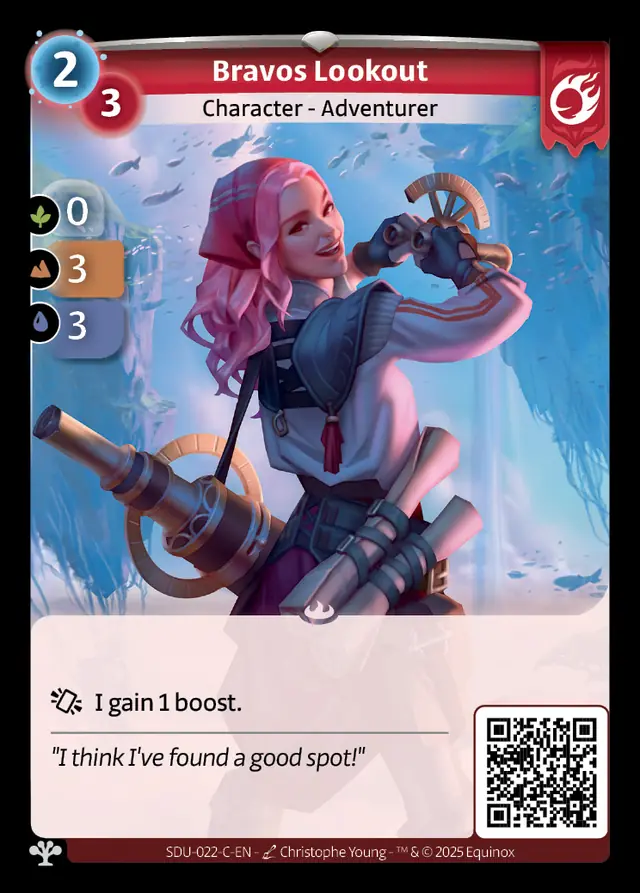 2
Bravos Lookout
3
Character - Adventurer
0
3
3
I gain 1 boost.
"I think I've found a good spot!"
SDU-022-C-EN - Christophe Young - ™ & © 2025 Equinox